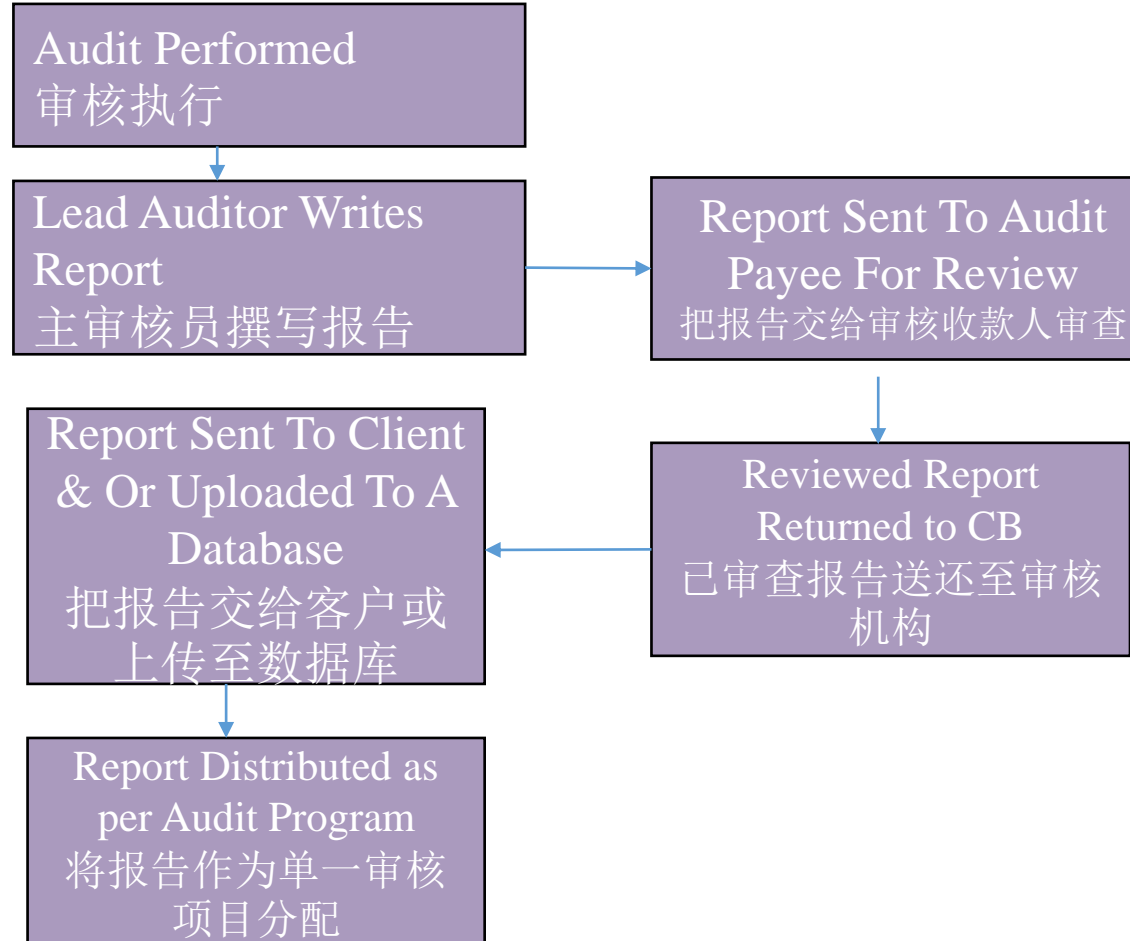 Audit Performed
审核执行
Lead Auditor Writes
Report
主审核员撰写报告
Report Sent To Audit
Payee For Review
把报告交给审核收款人审查
Reviewed Report
Returned to CB
已审查报告送还至审核
机构
Report Sent To Client
& Or Uploaded To A
Database
把报告交给客户或
上传至数据库
Report Distributed as
per Audit Program
将报告作为单一审核
项目分配